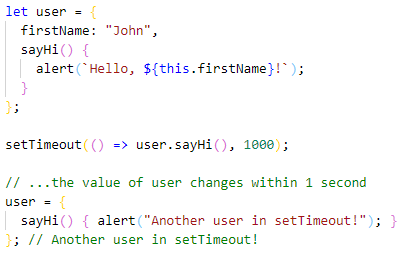 let user = {
  firstName: "John",
  sayHi() {
    alert(`Hello, ${this.firstName}!`);
  }
};

setTimeout(() => user.sayHi(), 1000);

// ...the value of user changes within 1 second
user = {
  sayHi() { alert("Another user in setTimeout!"); }
}; // Another user in setTimeout!